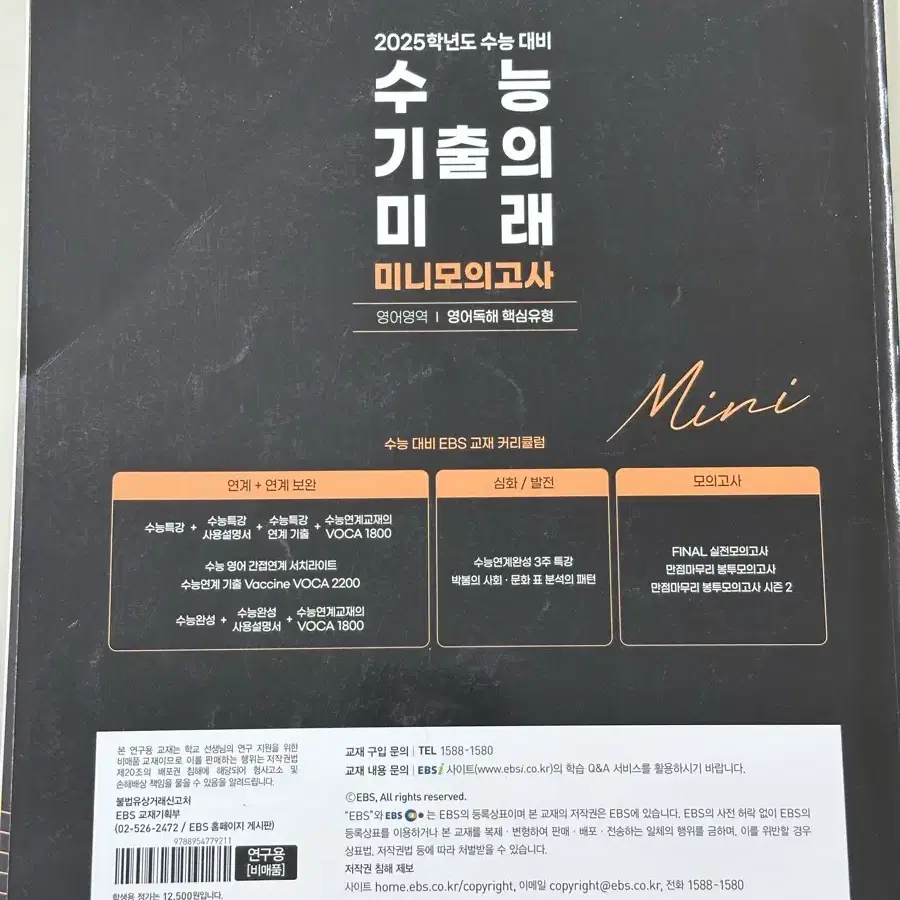 2025학년도 수능 대비
수능
기출의
미래
미니모의고사
영어영역 | 영어독해 핵심유형
Mini
수능 대비 EBS 교재 커리큘럼
연계 + 연계 보완
수능특강 + 수능특강 사용설명서 + 수능특강 연계 기출 + 수능연계교재의 VOCA 1800
수능 영어 간접연계 서치라이트
수능연계 기출 Vaccine VOCA 2200
수능완성 + 수능완성 사용설명서 + 수능연계교재의 VOCA 1800
심화 / 발전
수능연계완성 3주 특강
박봄의 사회 · 문화 표 분석의 패턴
모의고사
FINAL 실전모의고사
만점마무리 봉투모의고사
만점마무리 봉투모의고사 시즌 2
본 연구용 교재는 학교 선생님의 연구 지원을 위한
비매품 교재이므로 이를 판매하는 행위는 저작권법
제20조의 배포권 침해에 해당되어 형사고소 및
손해배상 책임을 물을 수 있음을 알려드립니다.
불법유상거래신고처
EBS 교재기획부
(02-526-2472 / EBS 홈페이지 게시판)
9788954779211
연구용
[비매품]
학생용 정가는 12,500원입니다.
교재 구입 문의 | TEL 1588-1580
교재 내용 문의 | EBSi 사이트(www.ebsi.co.kr)의 학습 Q&A 서비스를 활용하시기 바랍니다.
ⓒEBS, All rights reserved.
"EBS"와 EBS 는 EBS의 등록상표이며 본 교재의 저작권은 EBS에 있습니다. EBS의 사전 허락 없이 EBS의
등록상표를 이용하거나 본 교재를 복제 · 변형하여 판매 · 배포 · 전송하는 일체의 행위를 금하며, 이를 위반할 경우
상표법, 저작권법 등에 따라 처벌받을 수 있습니다.
저작권 침해 제보
사이트 home.ebs.co.kr/copyright, 이메일 copyright@ebs.co.kr, 전화 1588-1580